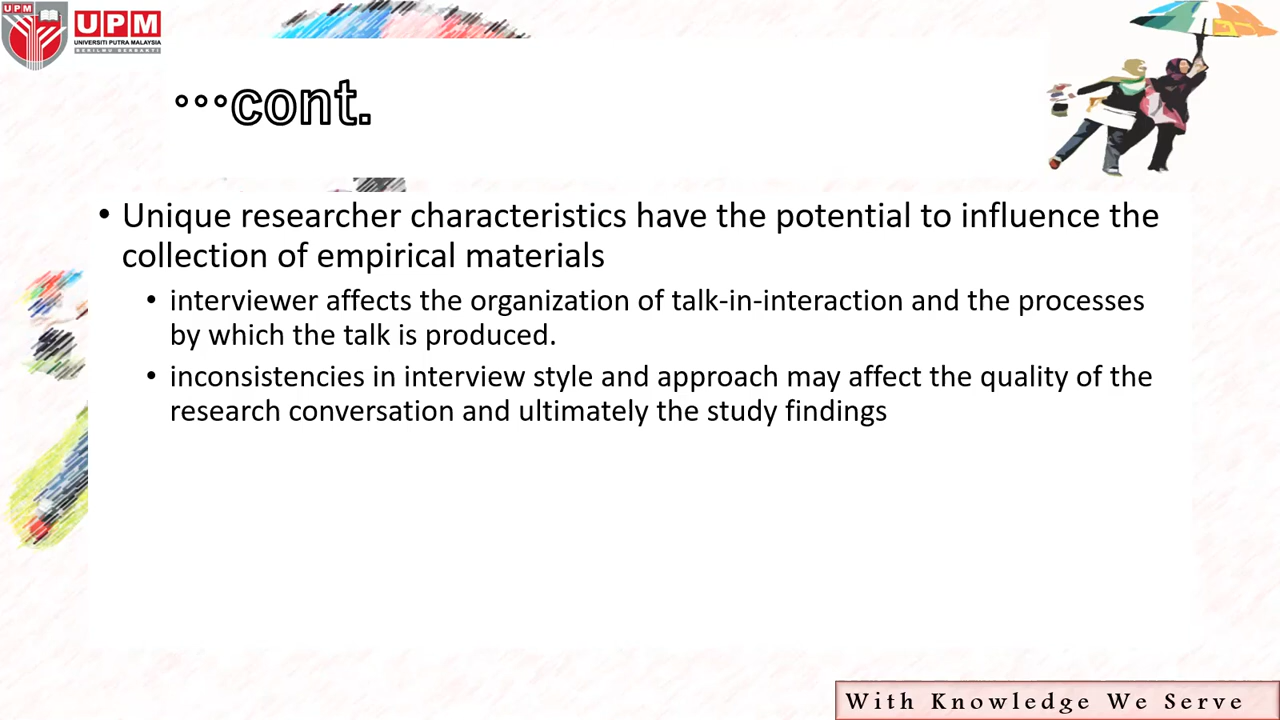 UPM
UPM
UNIVERSITI PUTRA MALAYSIA
BERILMU BERBAKTI
...cont.
• Unique researcher characteristics have the potential to influence the
collection of empirical materials
• interviewer affects the organization of talk-in-interaction and the processes
by which the talk is produced.
• inconsistencies in interview style and approach may affect the quality of the
research conversation and ultimately the study findings
With Knowledge We Serve